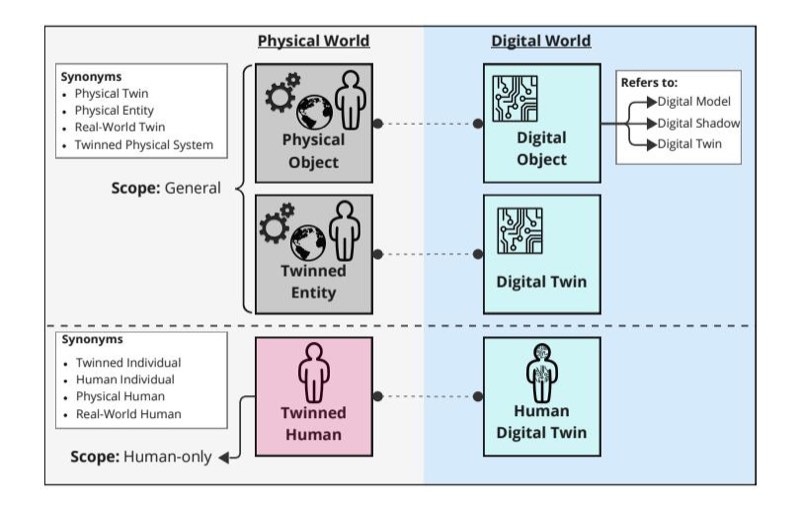 Physical World
Digital World
Synonyms
• Physical Twin
• Physical Entity
• Real-World Twin
• Twinned Physical System
Scope: General
Physical
Object
Digital
Object
Refers to:
Digital Model
Digital Shadow
Digital Twin
Twinned
Entity
Digital Twin
Synonyms
• Twinned Individual
• Human Individual
• Physical Human
• Real-World Human
Scope: Human-only
Twinned
Human
Human
Digital Twin